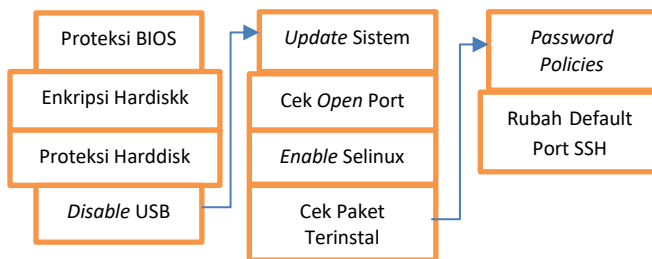 Proteksi BIOS
Enkripsi Hardiskk
Proteksi Harddisk
Disable USB
Update Sistem
Cek Open Port
Enable Selinux
Cek Paket
Terinstal
Password
Policies
Rubah Default
Port SSH